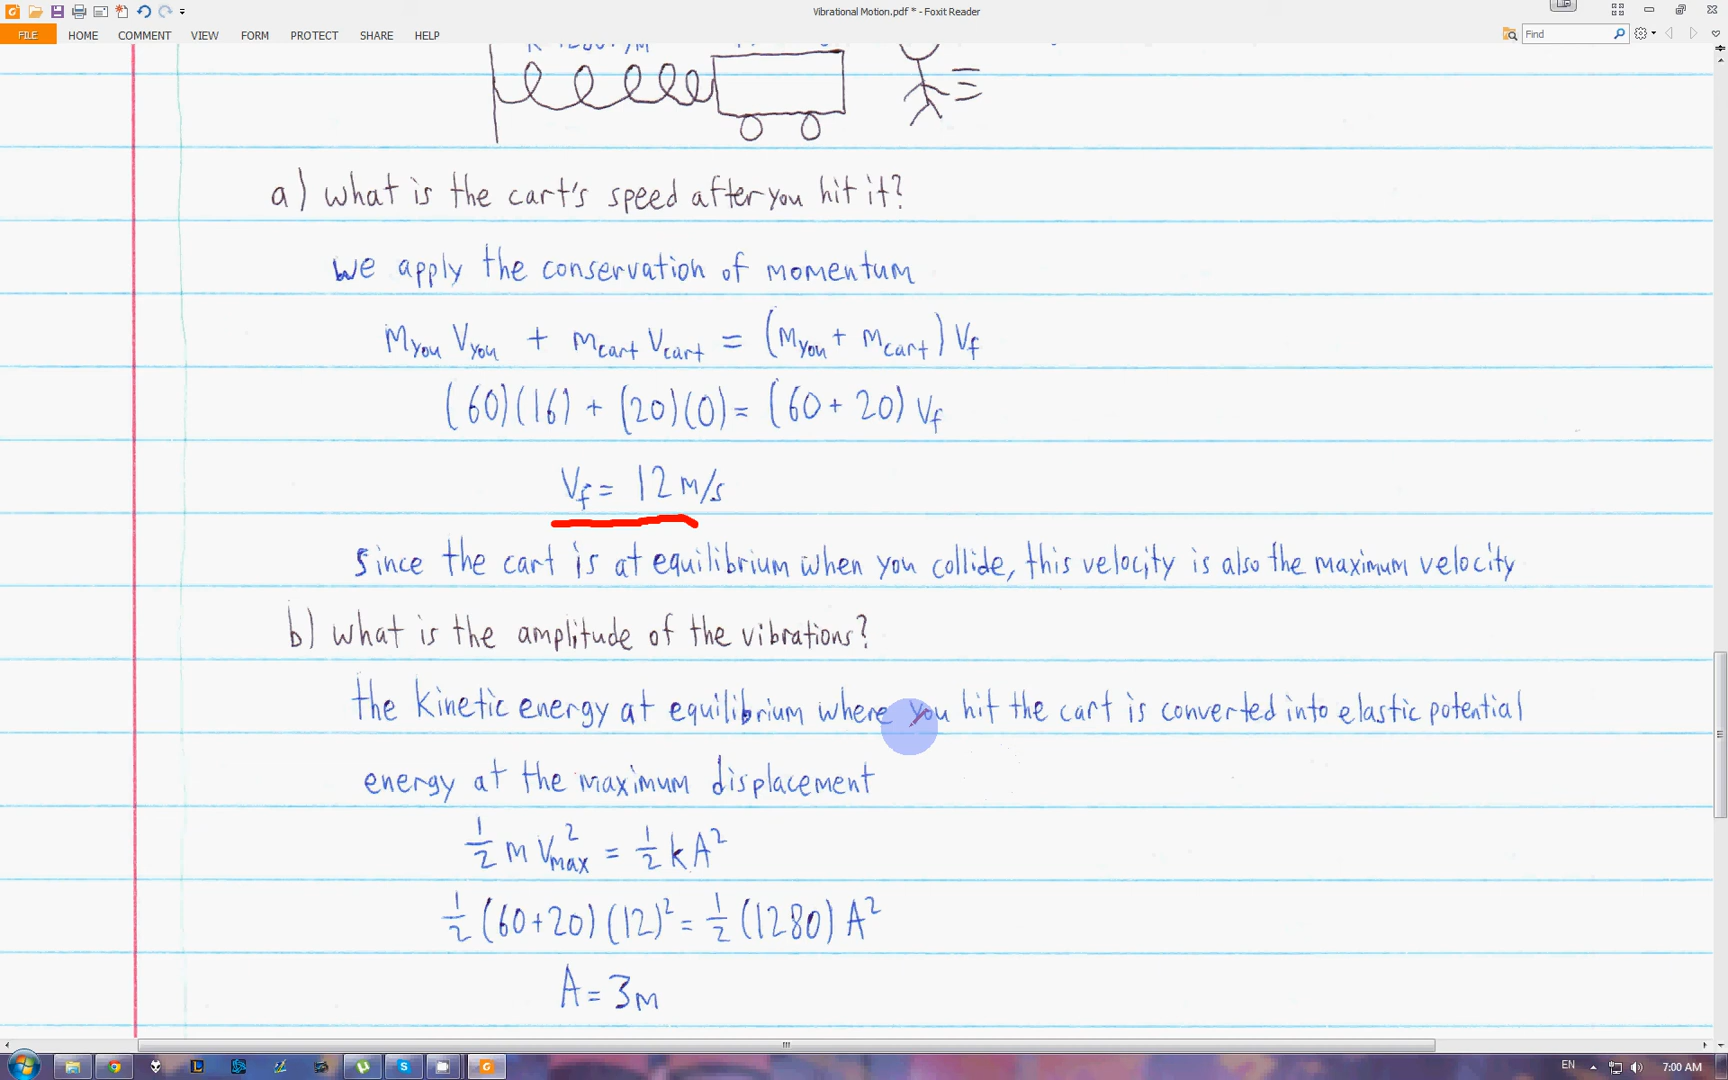 Vibrational Motion.pdf * - Foxit Reader
FILE HOME COMMENT VIEW FORM PROTECT SHARE HELP
Find
a) what is the cart's speed after you hit it?
we apply the conservation of momentum
Myou Vyou + mcart Vcart = (Myou + mcart) Vf
(60)(16) + (20)(0) = (60 + 20) Vf
Vf = 12 m/s
since the cart is at equilibrium when you collide, this velocity is also the maximum velocity
b) what is the amplitude of the vibrations?
the kinetic energy at equilibrium where you hit the cart is converted into elastic potential
energy at the maximum displacement
1/2 m Vmax² = 1/2 k A²
1/2 (60+20) (12)² = 1/2 (1280) A²
A = 3m
EN 7:00 AM